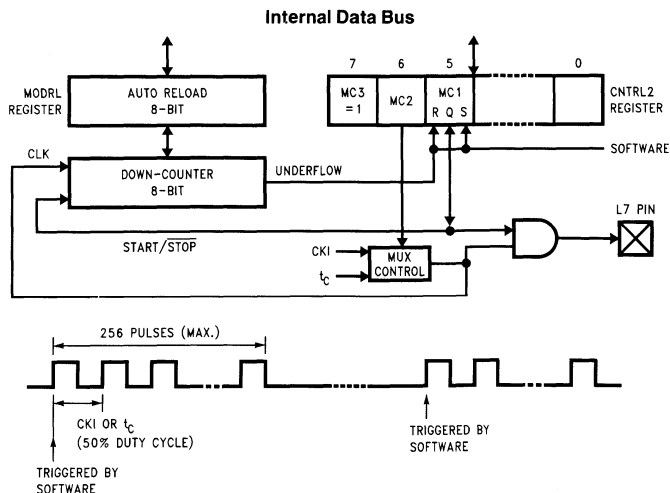 Internal Data Bus
7 6 5 0
MODRL
REGISTER
AUTO RELOAD
8-BIT
MC3
= 1
MC2
MC1
R Q S
CNTRL2
REGISTER
CLK
DOWN-COUNTER
8-BIT
UNDERFLOW
SOFTWARE
START/STOP
CKI
tC
MUX
CONTROL
L7 PIN
256 PULSES (MAX.)
CKI OR tC
(50% DUTY CYCLE)
TRIGGERED BY
SOFTWARE
TRIGGERED BY
SOFTWARE